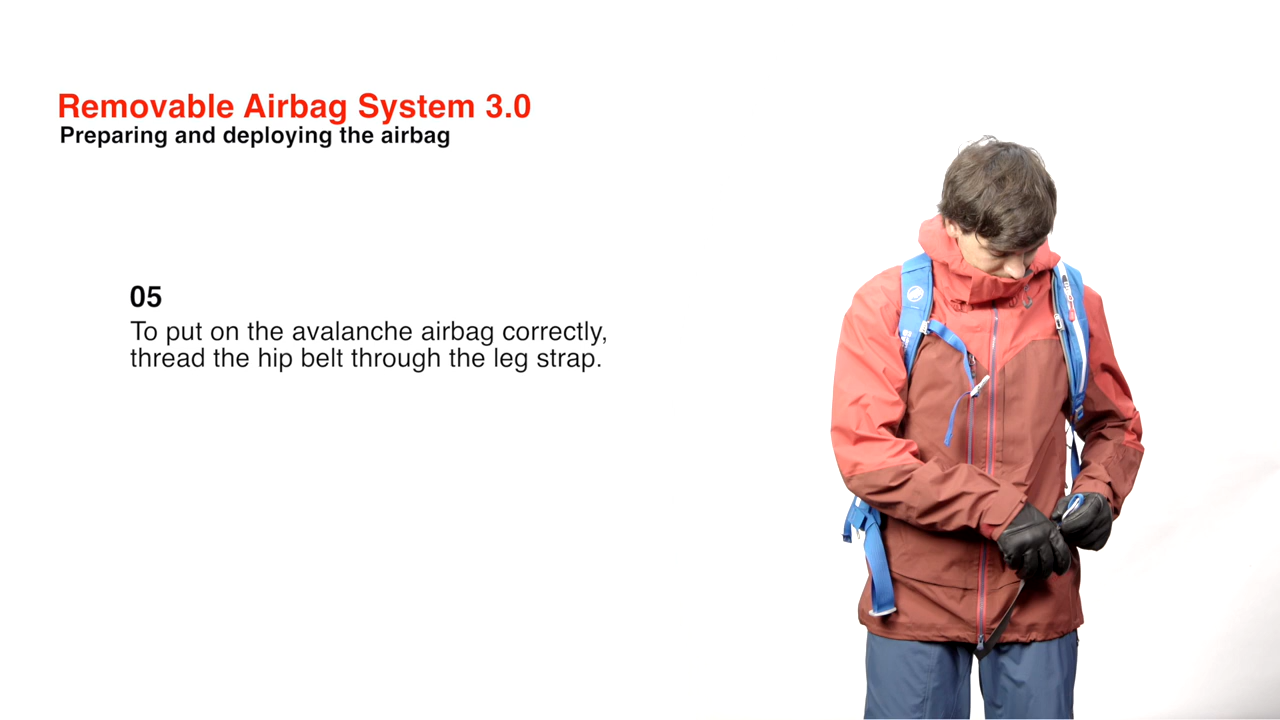 Removable Airbag System 3.0
Preparing and deploying the airbag
05
To put on the avalanche airbag correctly,
thread the hip belt through the leg strap.